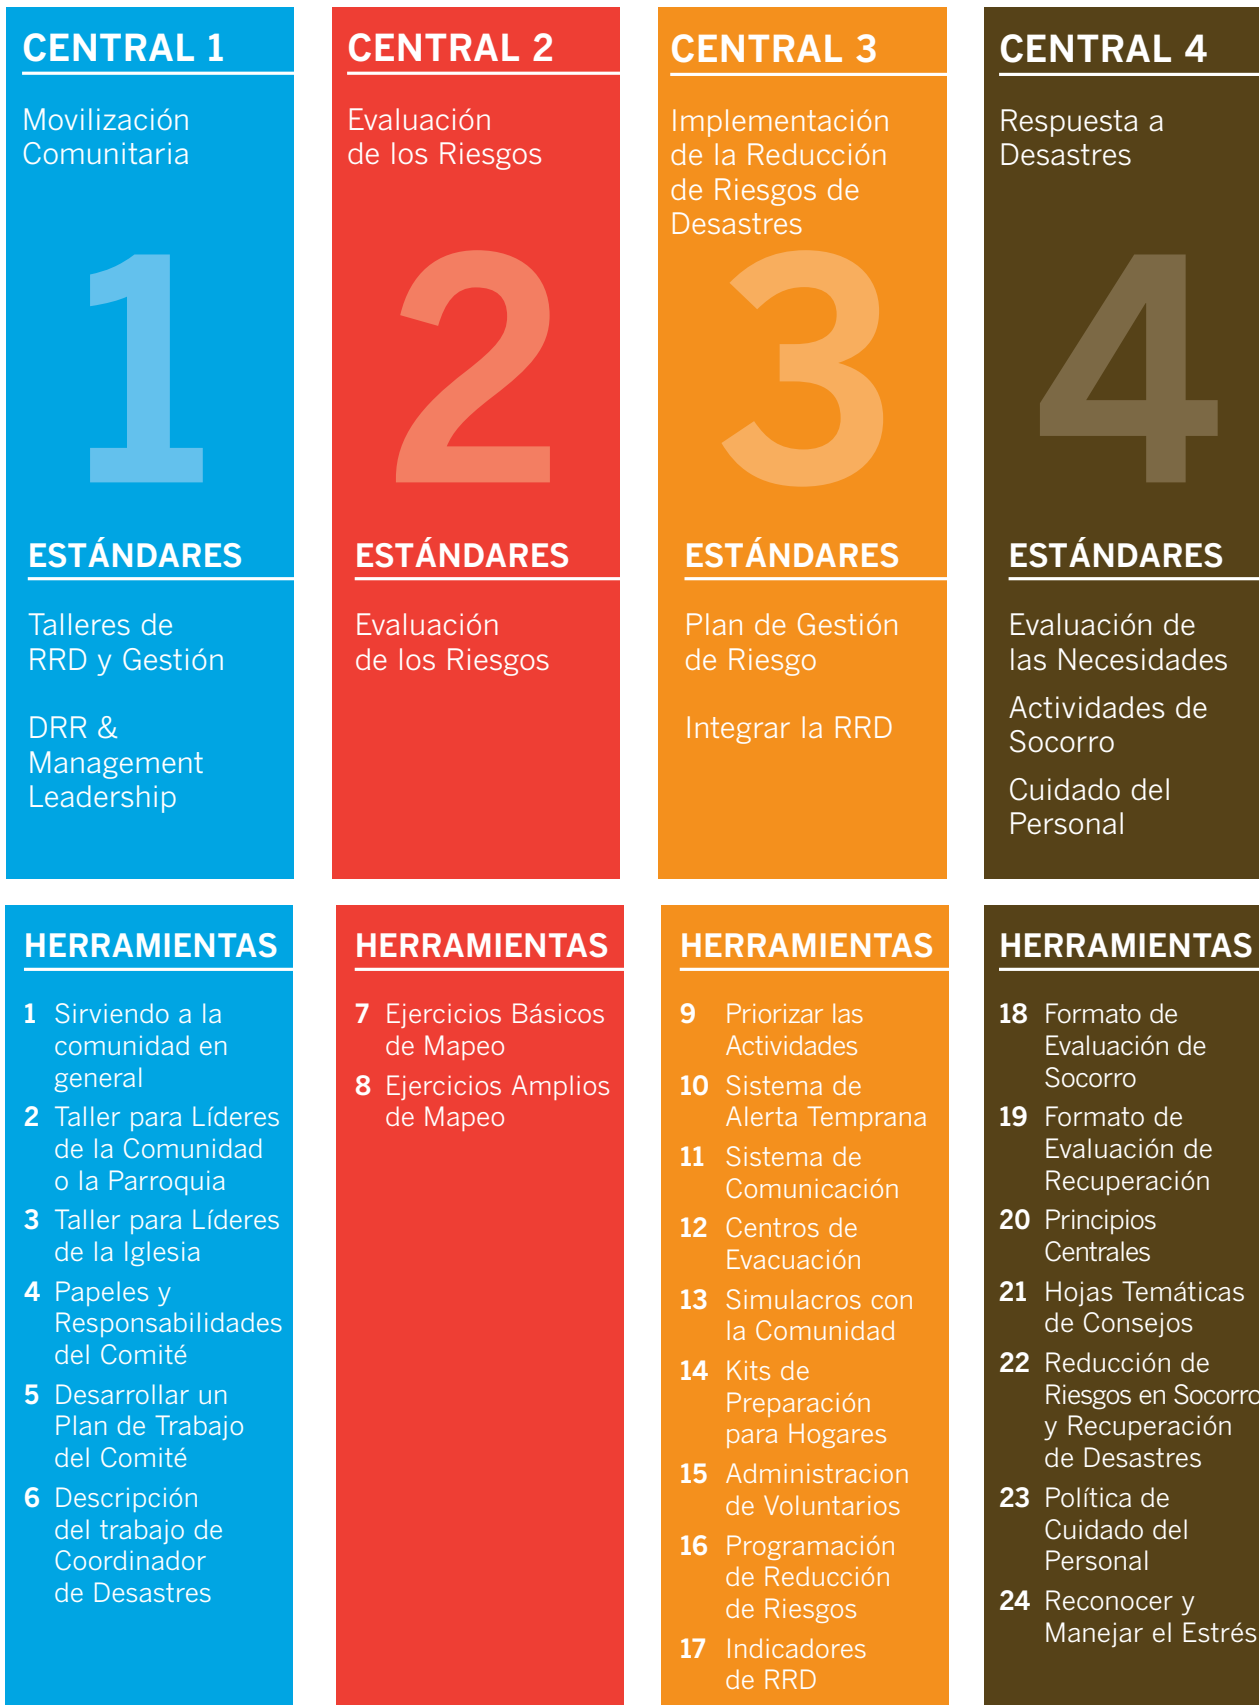 CENTRAL 1
Movilización
Comunitaria
1
ESTÁNDARES
Talleres de
RRD y Gestión
DRR &
Management
Leadership
CENTRAL 2
Evaluación
de los Riesgos
2
ESTÁNDARES
Evaluación
de los Riesgos
CENTRAL 3
Implementación
de la Reducción
de Riesgos de
Desastres
3
ESTÁNDARES
Plan de Gestión
de Riesgo
Integrar la RRD
CENTRAL 4
Respuesta a
Desastres
4
ESTÁNDARES
Evaluación de
las Necesidades
Actividades de
Socorro
Cuidado del
Personal
HERRAMIENTAS
1 Sirviendo a la
comunidad en
general
2 Taller para Líderes
de la Comunidad
o la Parroquia
3 Taller para Líderes
de la Iglesia
4 Papeles y
Responsabilidades
del Comité
5 Desarrollar un
Plan de Trabajo
del Comité
6 Descripción
del trabajo de
Coordinador
de Desastres
HERRAMIENTAS
7 Ejercicios Básicos
de Mapeo
8 Ejercicios Amplios
de Mapeo
HERRAMIENTAS
9 Priorizar las
Actividades
10 Sistema de
Alerta Temprana
11 Sistema de
Comunicación
12 Centros de
Evacuación
13 Simulacros con
la Comunidad
14 Kits de
Preparación
para Hogares
15 Administracion
de Voluntarios
16 Programación
de Reducción
de Riesgos
17 Indicadores
de RRD
HERRAMIENTAS
18 Formato de
Evaluación de
Socorro
19 Formato de
Evaluación de
Recuperación
20 Principios
Centrales
21 Hojas Temáticas
de Consejos
22 Reducción de
Riesgos en Socorro
y Recuperación
de Desastres
23 Política de
Cuidado del
Personal
24 Reconocer y
Manejar el Estrés